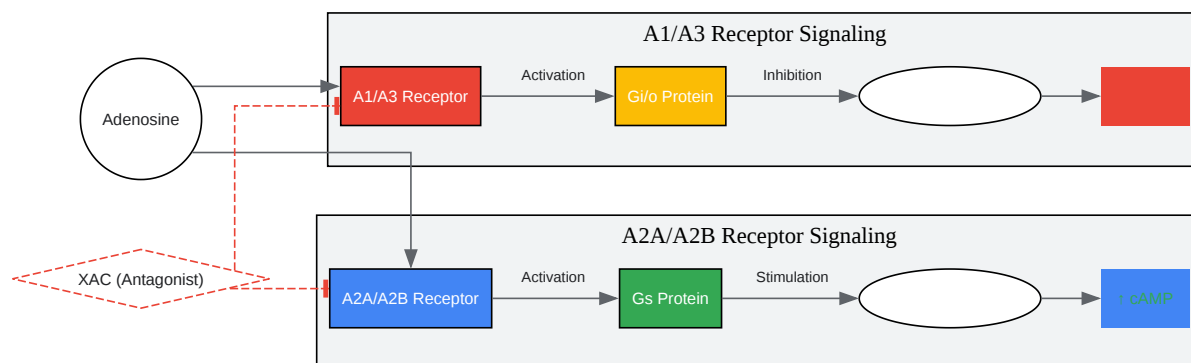 A1/A3 Receptor Signaling
Activation
Inhibition
A1/A3 Receptor
Gi/o Protein
Adenosine
A2A/A2B Receptor Signaling
Activation
Stimulation
XAC (Antagonist)
A2A/A2B Receptor
Gs Protein
↑ cAMP